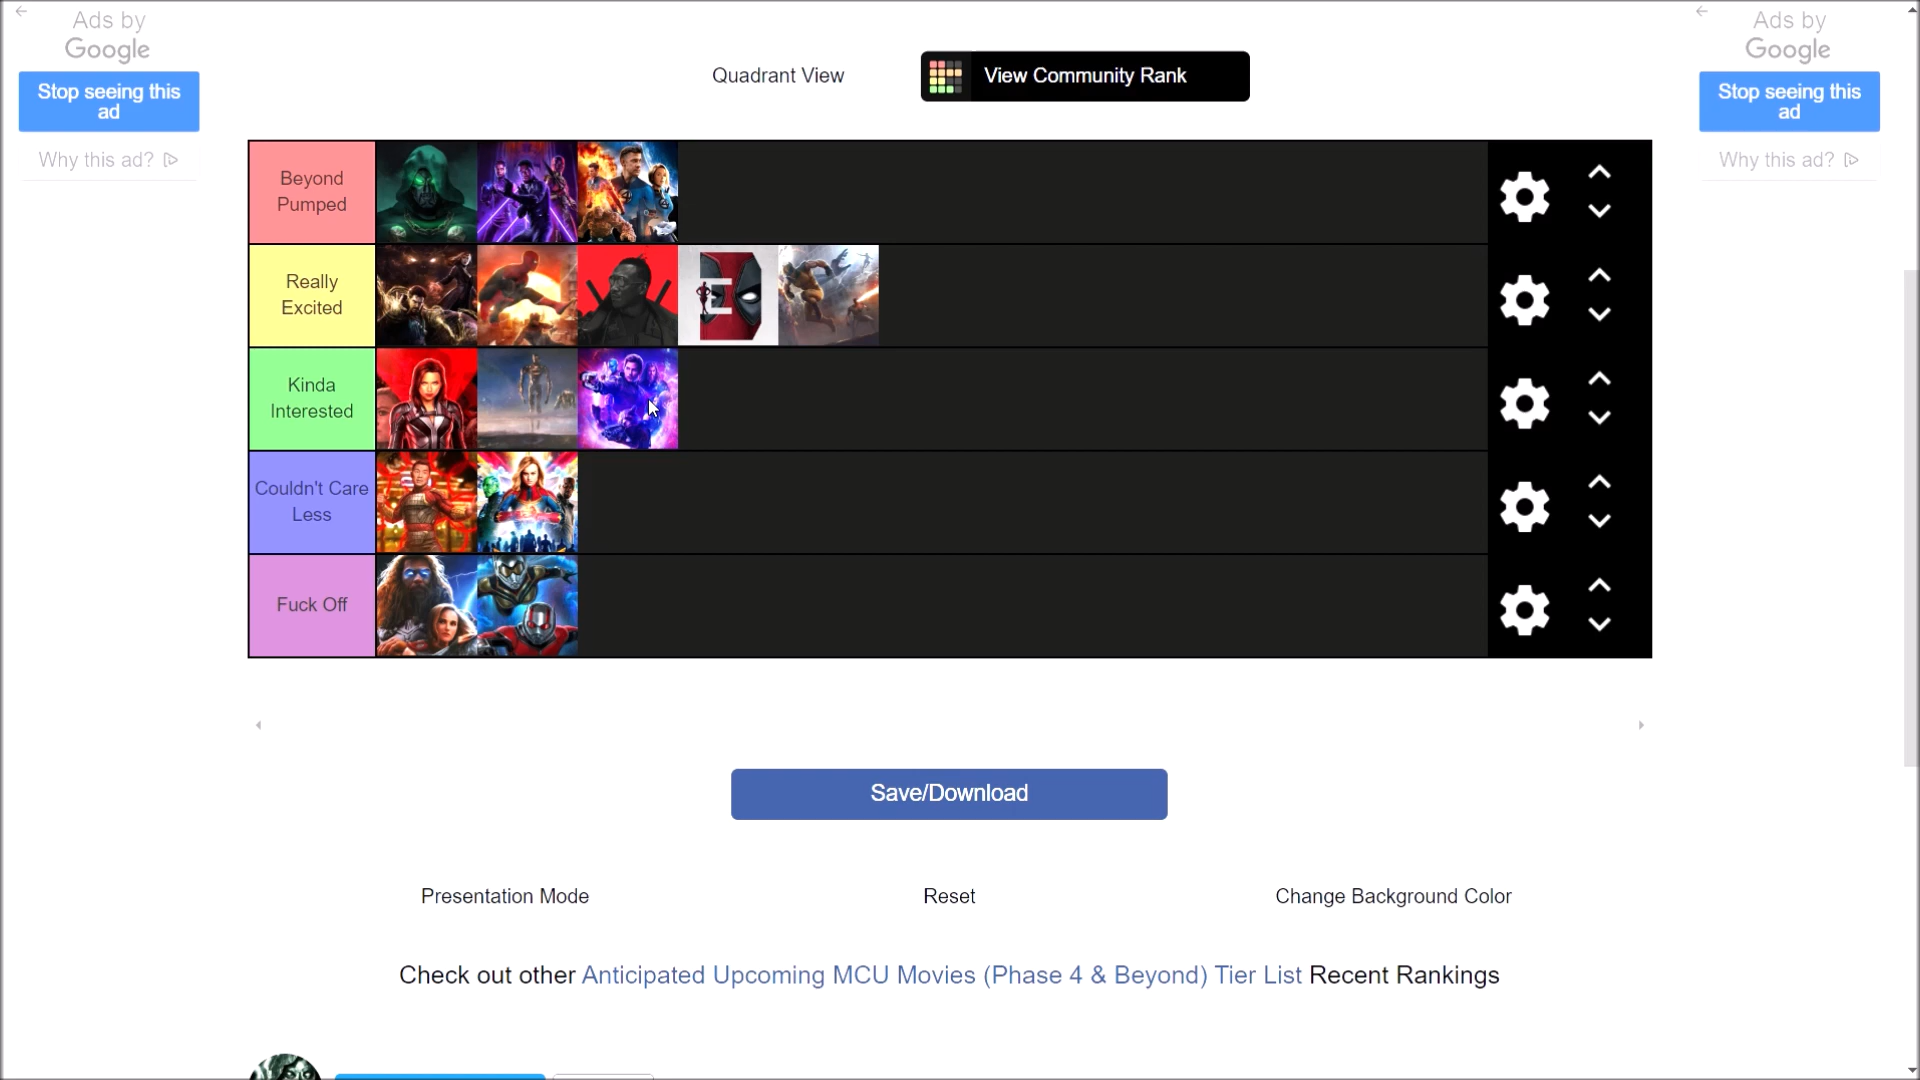 Ads by
Google
Stop seeing this
ad
Why this ad?
Quadrant View
View Community Rank
Ads by
Google
Stop seeing this
ad
Why this ad?
Beyond
Pumped
Really
Excited
Kinda
Interested
Couldn't Care
Less
Fuck Off
Save/Download
Presentation Mode
Reset
Change Background Color
Check out other Anticipated Upcoming MCU Movies (Phase 4 & Beyond) Tier List Recent Rankings